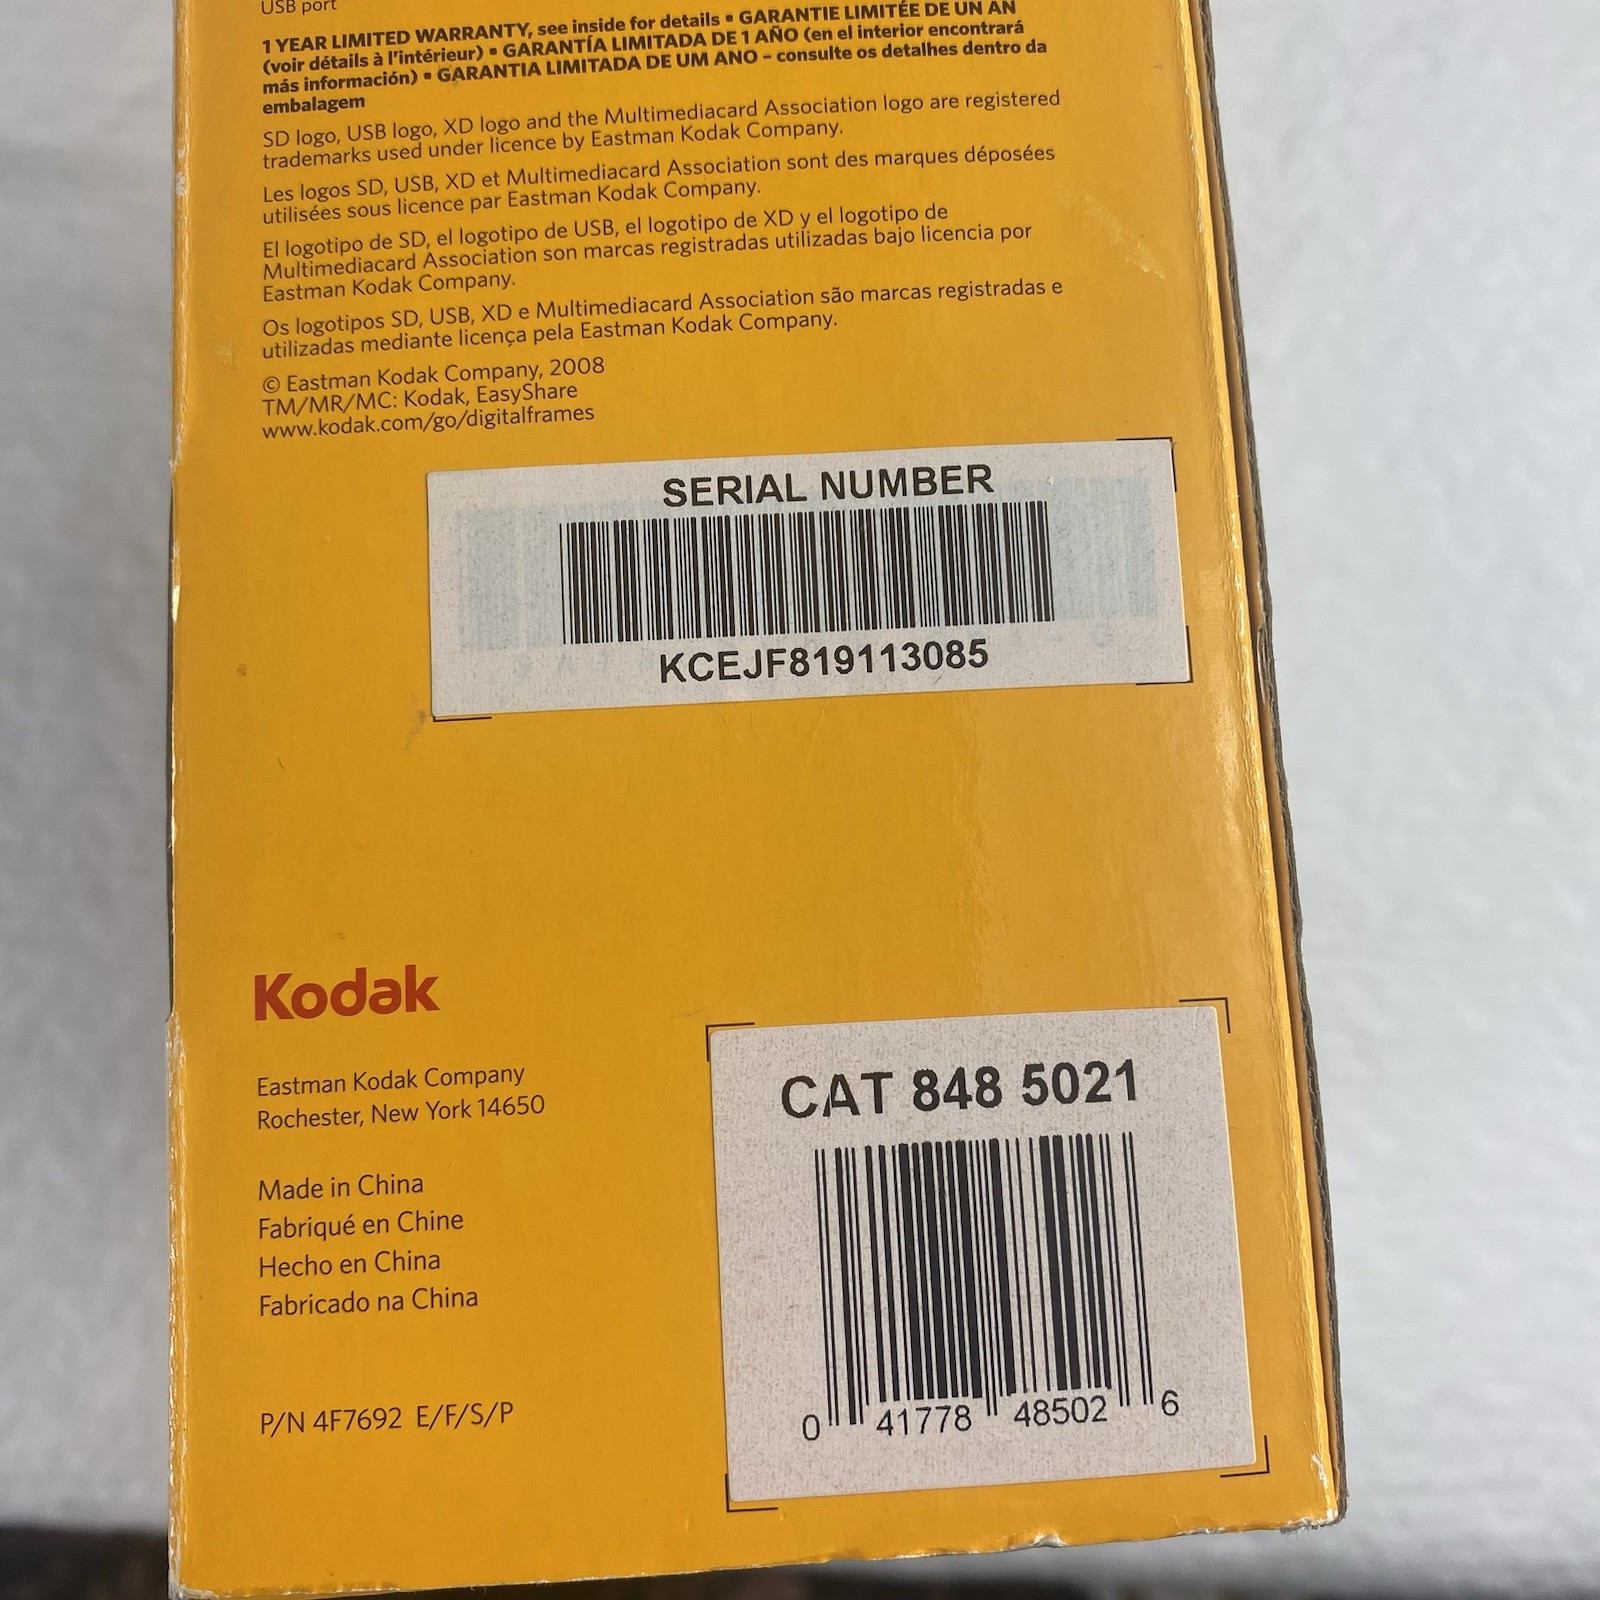 USB port
1 YEAR LIMITED WARRANTY, see inside for details ▪ GARANTIE LIMITÉE DE UN AN
(voir détails à l'intérieur) ▪ GARANTÍA LIMITADA DE 1 AÑO (en el interior encontrará
más información) ▪ GARANTIA LIMITADA DE UM ANO – consulte os detalhes dentro da
embalagem
SD logo, USB logo, XD logo and the Multimediacard Association logo are registered
trademarks used under licence by Eastman Kodak Company.
Les logos SD, USB, XD et Multimediacard Association sont des marques déposées
utilisées sous licence par Eastman Kodak Company.
El logotipo de SD, el logotipo de USB, el logotipo de XD y el logotipo de
Multimediacard Association son marcas registradas utilizadas bajo licencia por
Eastman Kodak Company.
Os logotipos SD, USB, XD e Multimediacard Association são marcas registradas e
utilizadas mediante licença pela Eastman Kodak Company.
© Eastman Kodak Company, 2008
TM/MR/MC: Kodak, EasyShare
www.kodak.com/go/digitalframes
SERIAL NUMBER
KCEJF819113085
Kodak
Eastman Kodak Company
Rochester, New York 14650
Made in China
Fabriqué en Chine
Hecho en China
Fabricado na China
P/N 4F7692 E/F/S/P
CAT 848 5021
0 41778 48502 6